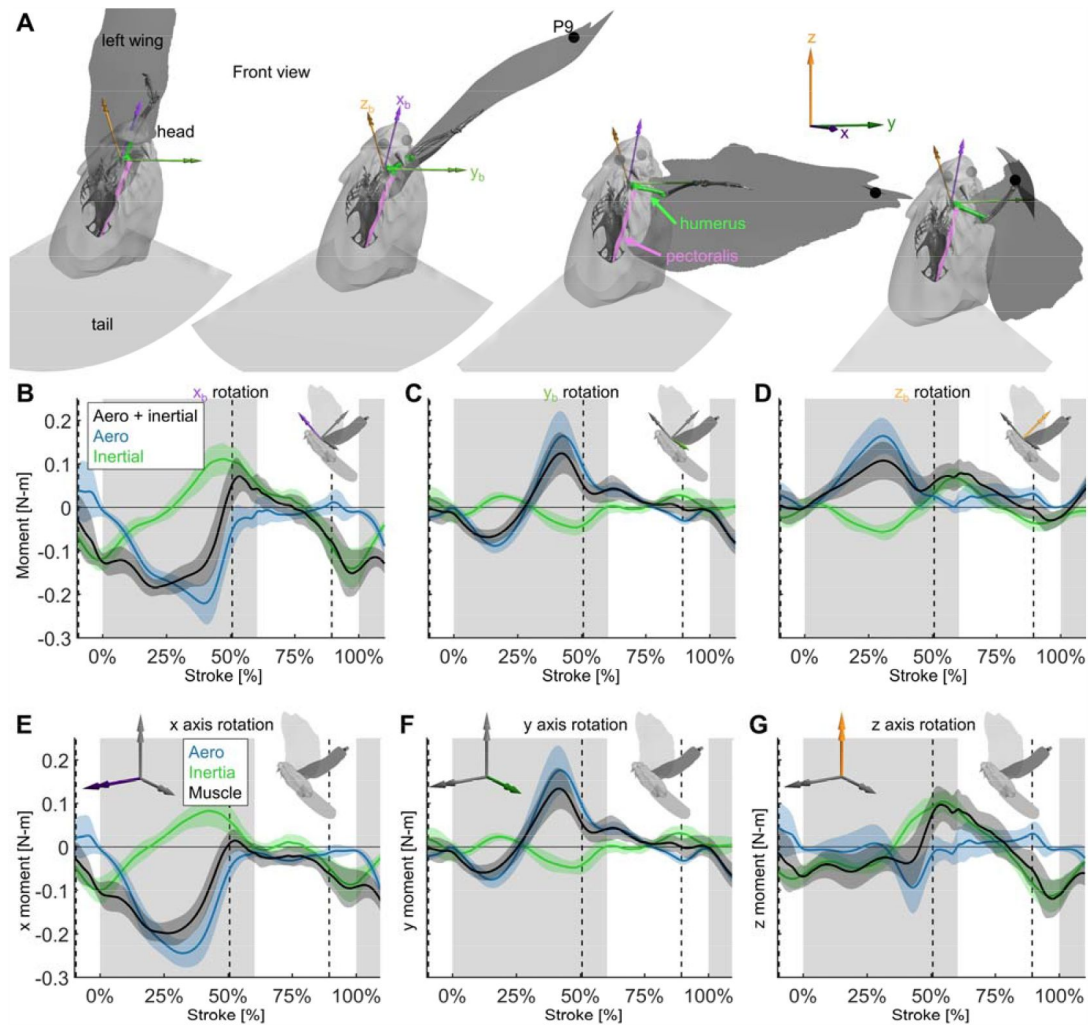 A
left wing
P9
Front view
z
x_b
z_b
head
y
x
y_b
humerus
pectoralis
tail
B
x_b rotation
C
y_b rotation
D
z_b rotation
Aero + inertial
Aero
Inertial
Moment [N-m]
0.2
0.1
0
-0.1
-0.2
-0.3
0% 25% 50% 75% 100%
0% 25% 50% 75% 100%
0% 25% 50% 75% 100%
Stroke [%]
Stroke [%]
Stroke [%]
E
x axis rotation
F
y axis rotation
G
z axis rotation
Aero
Inertia
Muscle
x moment [N-m]
0.2
0.1
0
-0.1
-0.2
-0.3
y moment [N-m]
z moment [N-m]
0% 25% 50% 75% 100%
0% 25% 50% 75% 100%
0% 25% 50% 75% 100%
Stroke [%]
Stroke [%]
Stroke [%]